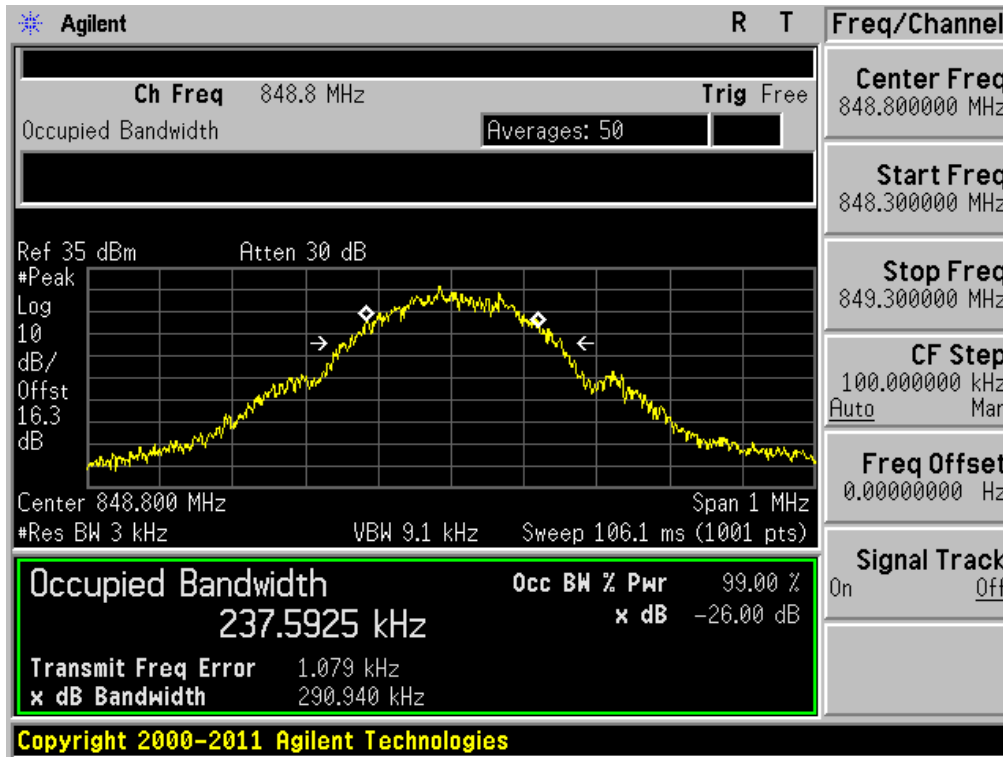 Agilent R T Freq/Channel
Ch Freq 848.8 MHz Trig Free
Occupied Bandwidth Averages: 50
Ref 35 dBm Atten 30 dB
#Peak
Log
10
dB/
Offst
16.3
dB
Center 848.800 MHz Span 1 MHz
#Res BW 3 kHz VBW 9.1 kHz Sweep 106.1 ms (1001 pts)
Occupied Bandwidth Occ BW % Pwr 99.00 %
237.5925 kHz x dB -26.00 dB
Transmit Freq Error 1.079 kHz
x dB Bandwidth 290.940 kHz
Copyright 2000-2011 Agilent Technologies
Center Freq
848.800000 MHz
Start Freq
848.300000 MHz
Stop Freq
849.300000 MHz
CF Step
100.000000 kHz
Auto Man
Freq Offset
0.00000000 Hz
Signal Track
On Off